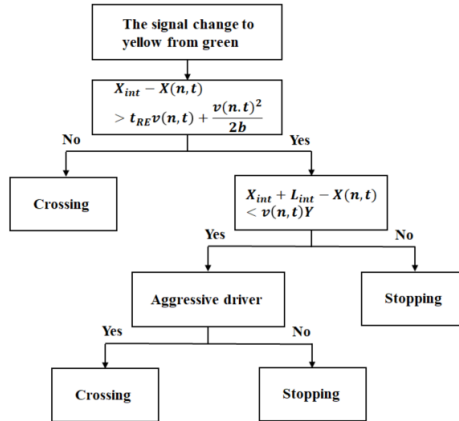 The signal change to
yellow from green
X_int − X(n, t)
> t_RE v(n, t) + v(n.t)²/2b
No
Yes
Crossing
X_int + L_int − X(n, t)
< v(n, t)Y
Yes
No
Aggressive driver
Stopping
Yes
No
Crossing
Stopping